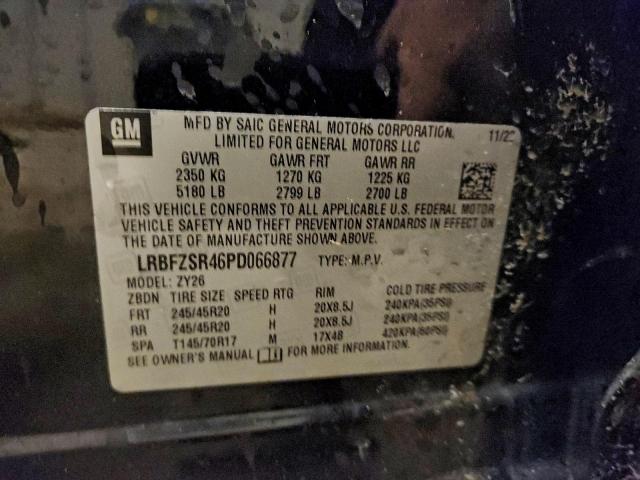 GM
MFD BY SAIC GENERAL MOTORS CORPORATION, 11/22
LIMITED FOR GENERAL MOTORS LLC
GVWR GAWR FRT GAWR RR
2350 KG 1270 KG 1225 KG
5180 LB 2799 LB 2700 LB
THIS VEHICLE CONFORMS TO ALL APPLICABLE U.S. FEDERAL MOTOR
VEHICLE SAFETY AND THEFT PREVENTION STANDARDS IN EFFECT ON
THE DATE OF MANUFACTURE SHOWN ABOVE.
LRBFZSR46PD066877 TYPE: M.P.V.
MODEL: ZY26
ZBDN TIRE SIZE SPEED RTG RIM COLD TIRE PRESSURE
FRT 245/45R20 H 20X8.5J 240KPA(35PSI)
RR 245/45R20 H 20X8.5J 240KPA(35PSI)
SPA T145/70R17 M 17X4B 420KPA(60PSI)
SEE OWNER'S MANUAL FOR MORE INFORMATION.